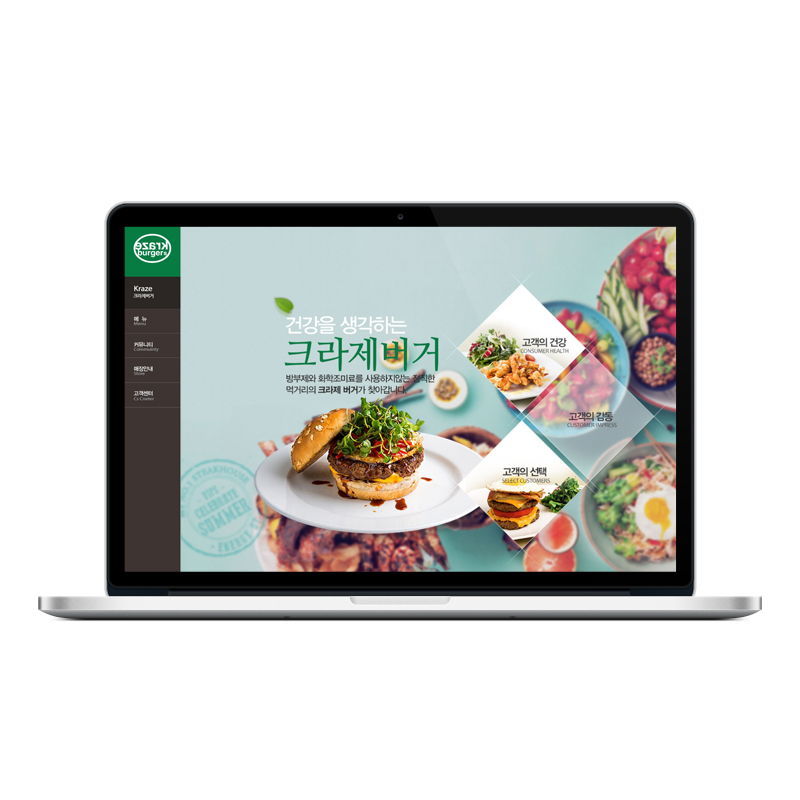 kraze
burgers
Kraze
크라제버거
메 뉴
Menu
커뮤니티
Community
매장안내
Store
고객센터
Cs Center
건강을 생각하는
크라제버거
방부제와 화학조미료를 사용하지않는 정직한
먹거리의 크라제 버거가 찾아갑니다.
고객의 건강
CONSUMER HEALTH
고객의 감동
CUSTOMER IMPRESS
고객의 선택
SELECT CUSTOMERS
CELEBRATE
SUMMER
ENERGY